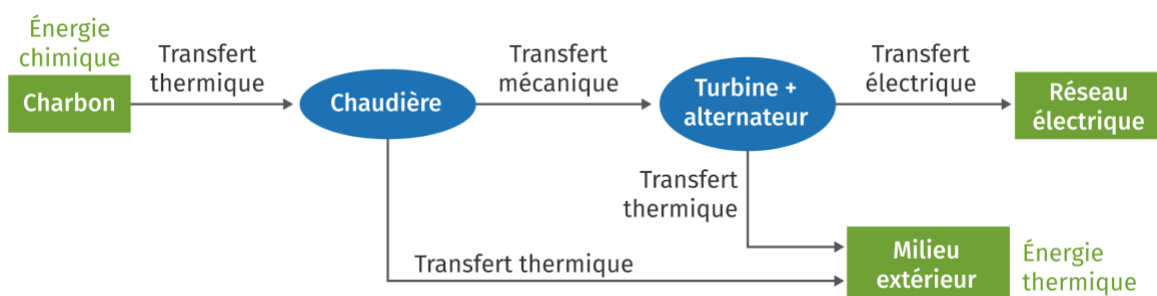 Énergie
chimique
Charbon
Transfert
thermique
Chaudière
Transfert
mécanique
Turbine +
alternateur
Transfert
électrique
Réseau
électrique
Transfert
thermique
Transfert thermique
Milieu
extérieur
Énergie
thermique